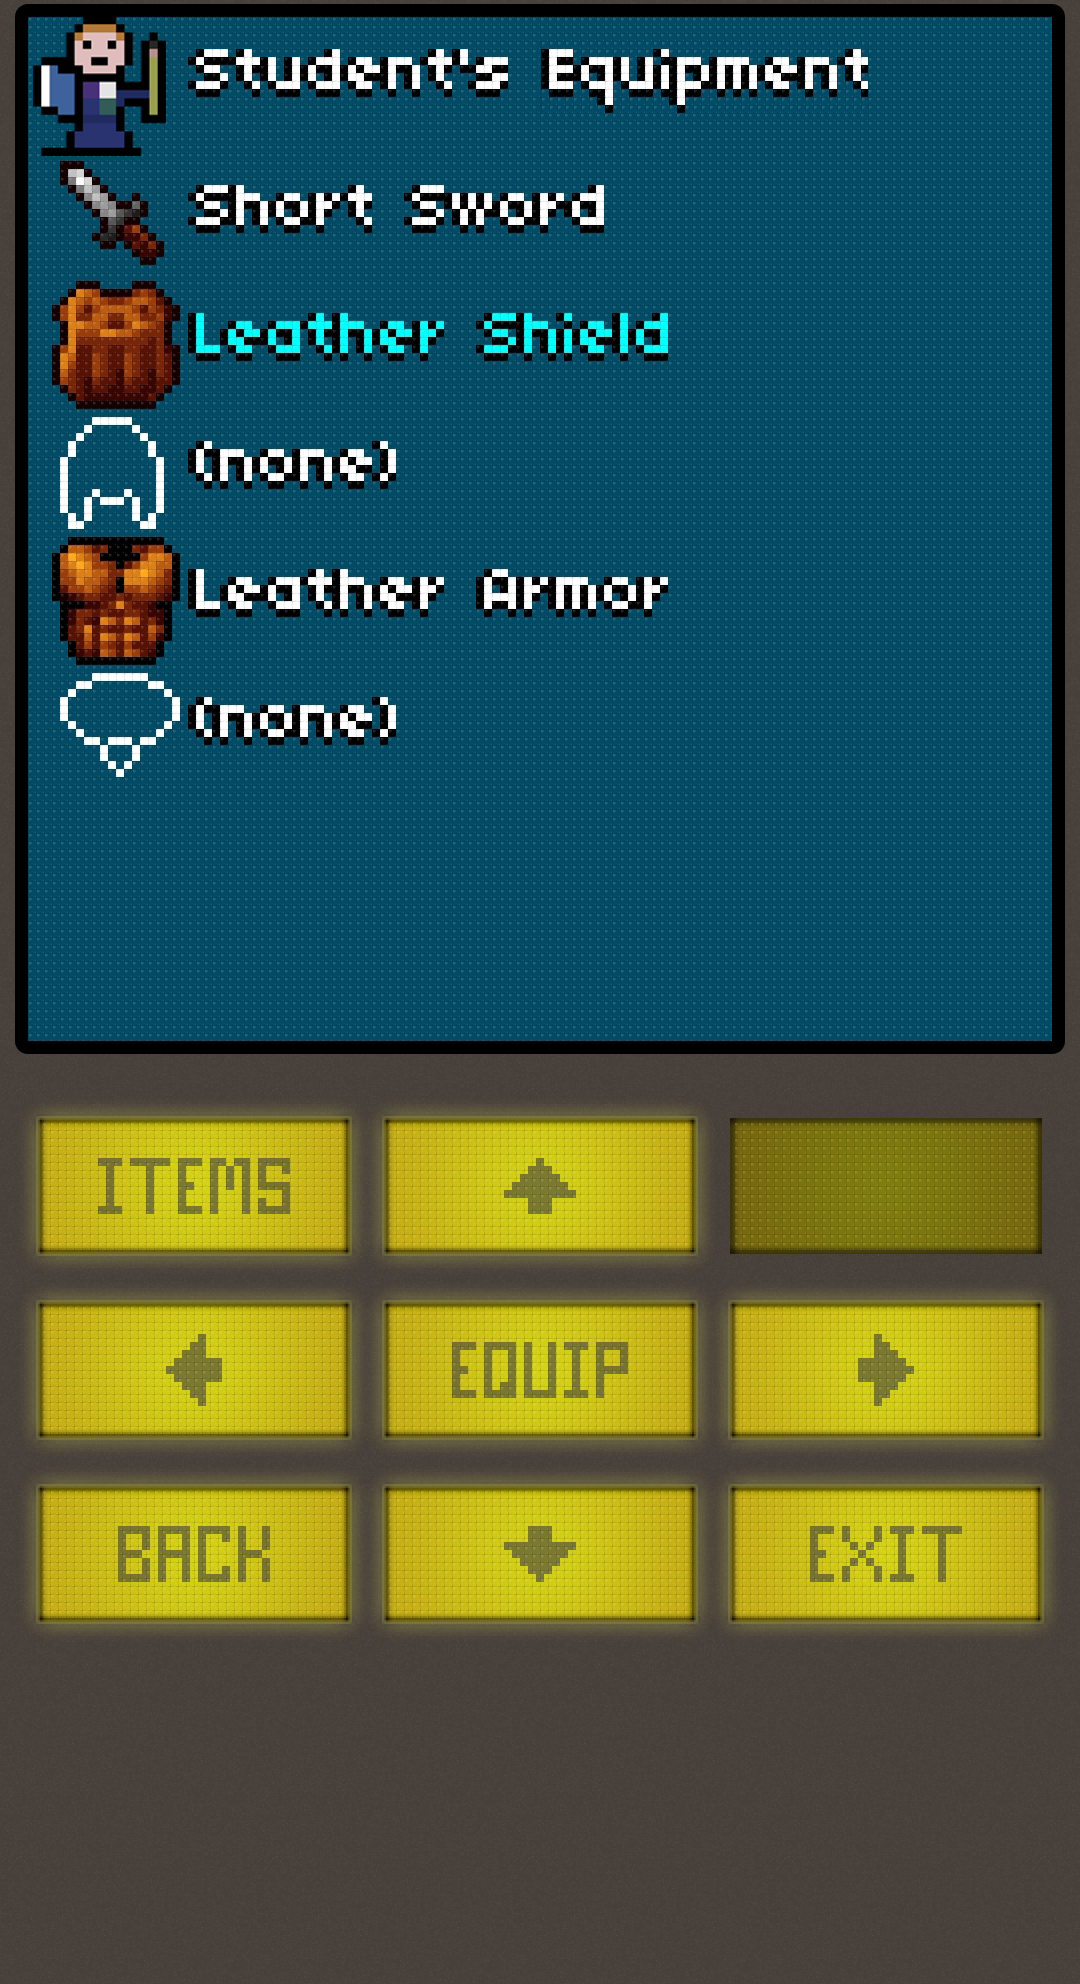 Student's Equipment
Short Sword
Leather Shield
(none)
Leather Armor
(none)
ITEMS
EQUIP
BACK EXIT